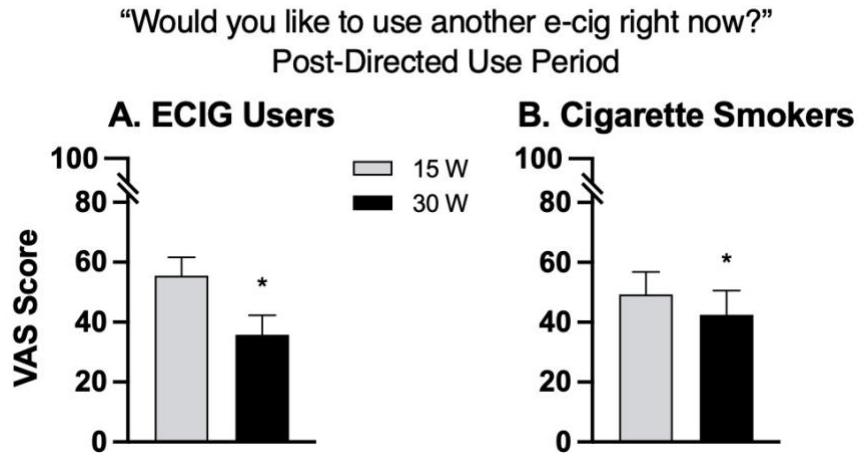 “Would you like to use another e-cig right now?”
Post-Directed Use Period
A. ECIG Users
B. Cigarette Smokers
VAS Score
100
80
60
40
20
0
*
15 W
30 W
100
80
60
40
20
0
*